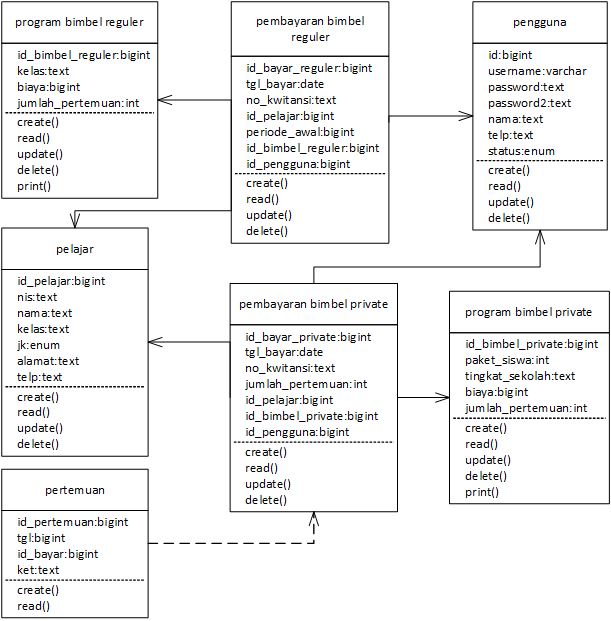 program bimbel reguler
id_bimbel_reguler:bigint
kelas:text
biaya:bigint
jumlah_pertemuan:int
create()
read()
update()
delete()
print()
pembayaran bimbel
reguler
id_bayar_reguler:bigint
tgl_bayar:date
no_kwitansi:text
id_pelajar:bigint
periode_awal:bigint
id_bimbel_reguler:bigint
id_pengguna:bigint
create()
read()
update()
delete()
pengguna
id:bigint
username:varchar
password:text
password2:text
nama:text
telp:text
status:enum
create()
read()
update()
delete()
pelajar
id_pelajar:bigint
nis:text
nama:text
kelas:text
jk:enum
alamat:text
telp:text
create()
read()
update()
delete()
pembayaran bimbel private
id_bayar_private:bigint
tgl_bayar:date
no_kwitansi:text
jumlah_pertemuan:int
id_pelajar:bigint
id_bimbel_private:bigint
id_pengguna:bigint
create()
read()
update()
delete()
program bimbel private
id_bimbel_private:bigint
paket_siswa:int
tingkat_sekolah:text
biaya:bigint
jumlah_pertemuan:int
create()
read()
update()
delete()
print()
pertemuan
id_pertemuan:bigint
tgl:bigint
id_bayar:bigint
ket:text
create()
read()